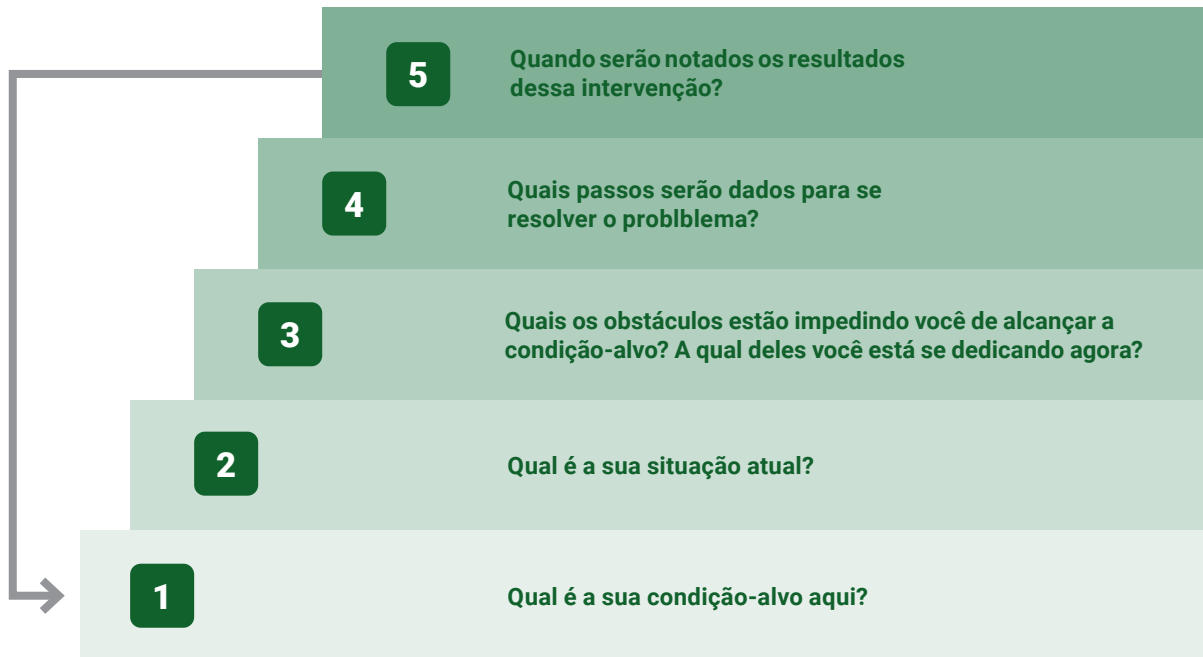 5
Quando serão notados os resultados
dessa intervenção?
4
Quais passos serão dados para se
resolver o problblema?
3
Quais os obstáculos estão impedindo você de alcançar a
condição-alvo? A qual deles você está se dedicando agora?
2
Qual é a sua situação atual?
1
Qual é a sua condição-alvo aqui?